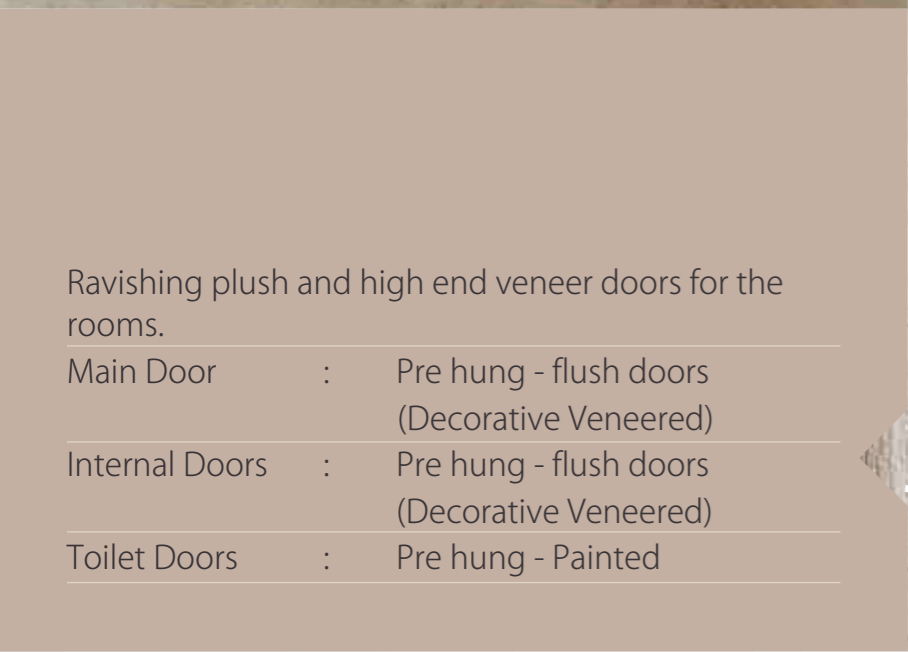 Ravishing plush and high end veneer doors for the
rooms.
Main Door : Pre hung - flush doors
(Decorative Veneered)
Internal Doors : Pre hung - flush doors
(Decorative Veneered)
Toilet Doors : Pre hung - Painted